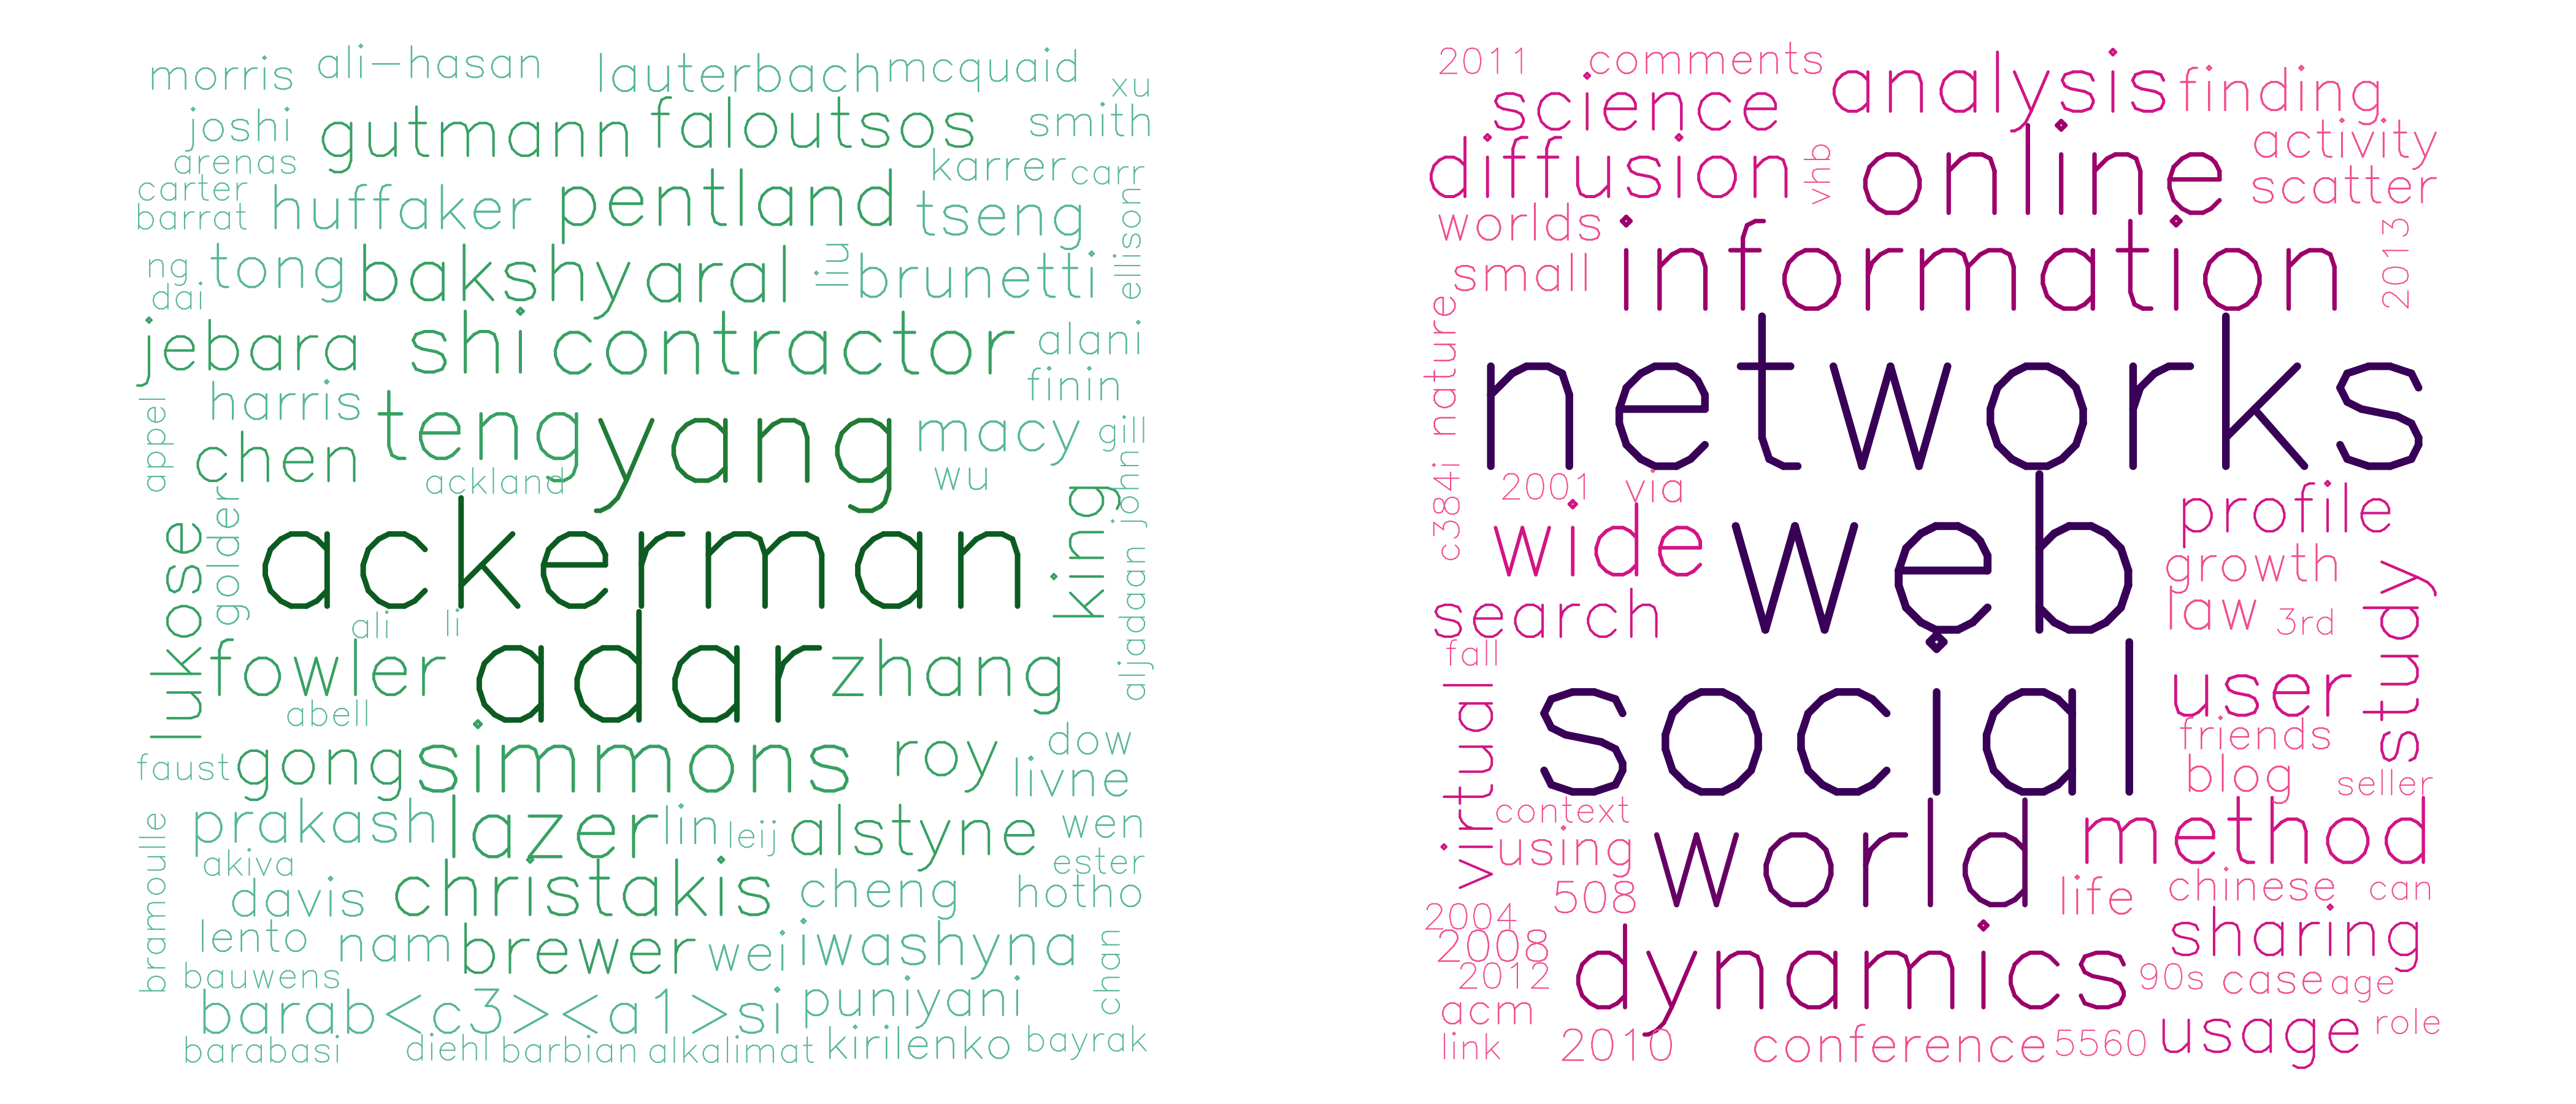 morris ali-hasan lauterbach mcquaid xu
joshi gutmann faloutsos smith
arenas karrer carr
carter huffaker pentland tseng
barrat ellison
ng tong bakshy aral liu brunetti
dai
jebara shi contractor alani
harris finin
appel chen teng yang macy gill
ackland wu
lukose golder ackerman king john
aljadaan
ali li
fowler adar zhang
abell
faust gong simmons roy dow
livne
bramoulle prakash lazer lin leij alstyne wen
akiva ester
davis christakis cheng hotho
lento nam brewer wei iwashyna chan
bauwens
barab<c3><a1>si puniyani
barabasi diehl barbian alkalimat kirilenko bayrak
2011 comments analysis finding
science activity
diffusion vhb online scatter
worlds information 2013
small
nature networks
c384i 2001 via profile
wide web growth
search law 3rd study
fall
virtual social user
friends
blog seller
context
using world method
508 life chinese can
2004
2008 dynamics sharing
2012 90s case age
acm
link 2010 conference 5560 usage role